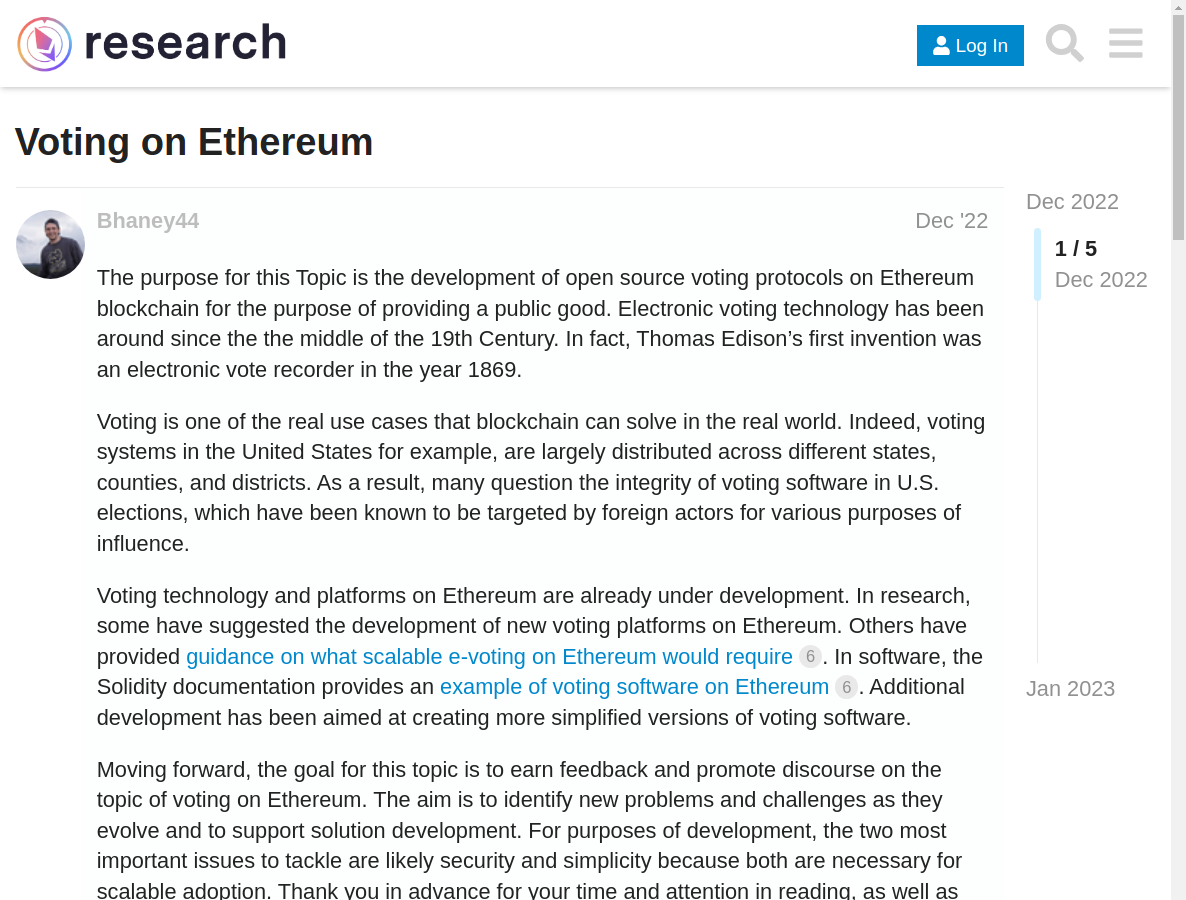 research
Log In
Voting on Ethereum
Bhaney44
Dec '22
The purpose for this Topic is the development of open source voting protocols on Ethereum
blockchain for the purpose of providing a public good. Electronic voting technology has been
around since the the middle of the 19th Century. In fact, Thomas Edison’s first invention was
an electronic vote recorder in the year 1869.
Voting is one of the real use cases that blockchain can solve in the real world. Indeed, voting
systems in the United States for example, are largely distributed across different states,
counties, and districts. As a result, many question the integrity of voting software in U.S.
elections, which have been known to be targeted by foreign actors for various purposes of
influence.
Voting technology and platforms on Ethereum are already under development. In research,
some have suggested the development of new voting platforms on Ethereum. Others have
provided guidance on what scalable e-voting on Ethereum would require 6. In software, the
Solidity documentation provides an example of voting software on Ethereum 6. Additional
development has been aimed at creating more simplified versions of voting software.
Moving forward, the goal for this topic is to earn feedback and promote discourse on the
topic of voting on Ethereum. The aim is to identify new problems and challenges as they
evolve and to support solution development. For purposes of development, the two most
important issues to tackle are likely security and simplicity because both are necessary for
scalable adoption. Thank you in advance for your time and attention in reading, as well as
Dec 2022
1 / 5
Dec 2022
Jan 2023